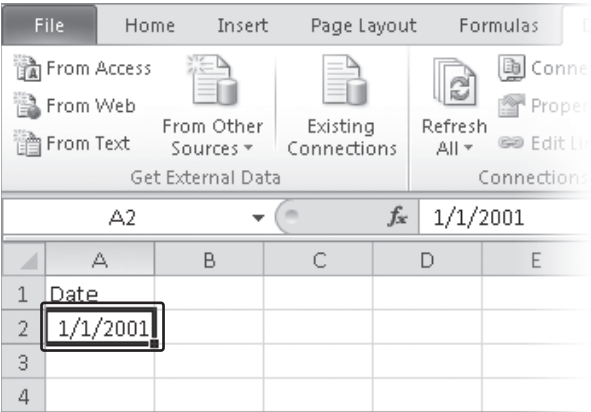 File Home Insert Page Layout Formulas
From Access
From Web
From Text
From Other Sources
Existing Connections
Refresh All
Get External Data
Connections
A2 fx 1/1/2001
A B C D E
1 Date
2 1/1/2001
3
4